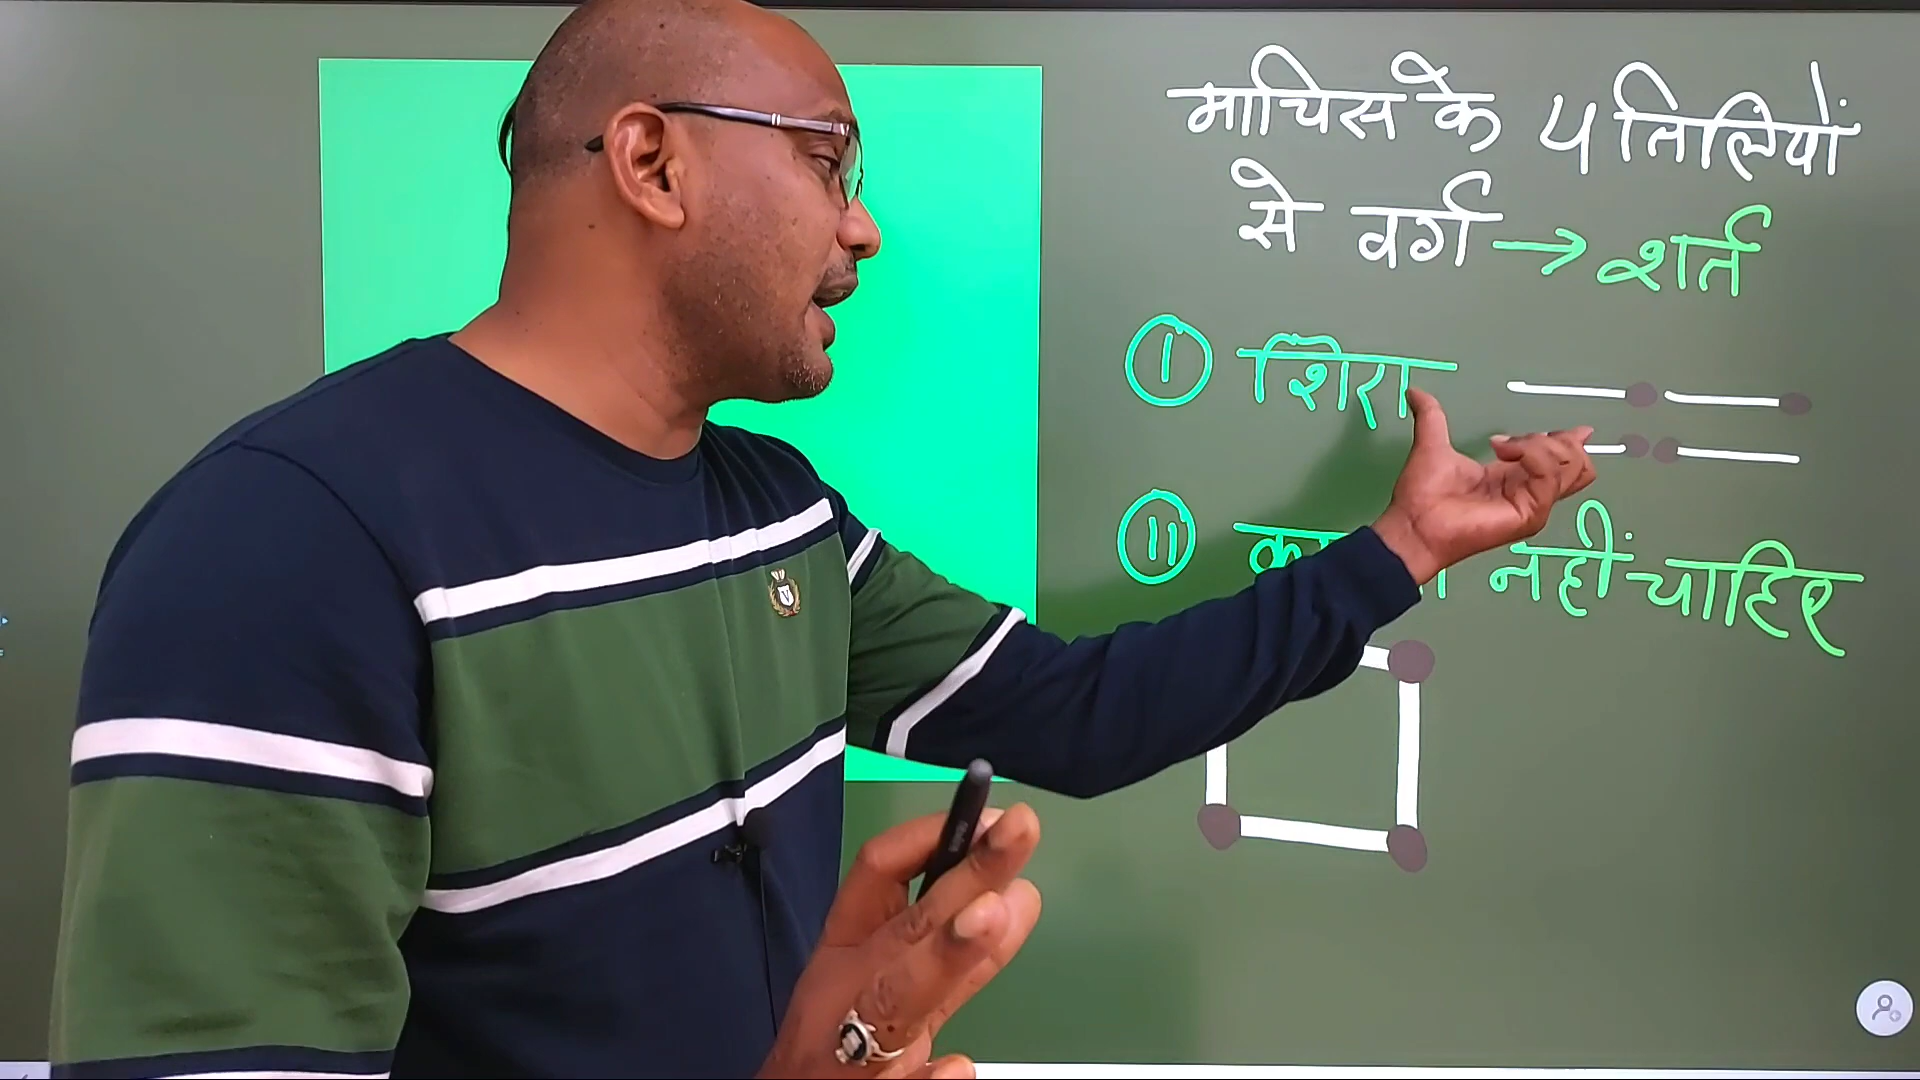 माचिस के 4 तिलियों
से वर्ग → शर्त
① शिरा
⑪ नहीं चाहिए